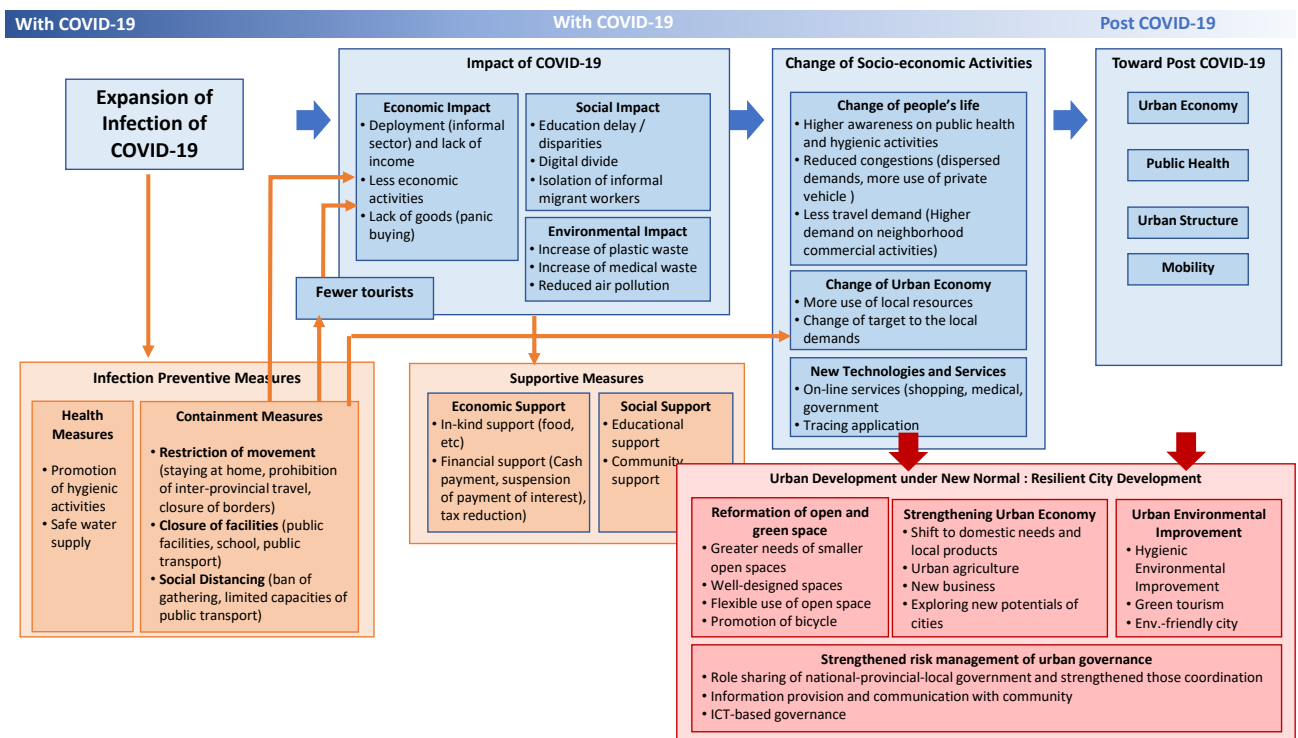 With COVID-19
With COVID-19
Post COVID-19
Expansion of
Infection of
COVID-19
Impact of COVID-19
Economic Impact
• Deployment (informal
sector) and lack of
income
• Less economic
activities
• Lack of goods (panic
buying)
Social Impact
• Education delay /
disparities
• Digital divide
• Isolation of informal
migrant workers
Environmental Impact
• Increase of plastic waste
• Increase of medical waste
• Reduced air pollution
Fewer tourists
Change of Socio-economic Activities
Change of people's life
• Higher awareness on public health
and hygienic activities
• Reduced congestions (dispersed
demands, more use of private
vehicle )
• Less travel demand (Higher
demand on neighborhood
commercial activities)
Change of Urban Economy
• More use of local resources
• Change of target to the local
demands
New Technologies and Services
• On-line services (shopping, medical,
government
• Tracing application
Toward Post COVID-19
Urban Economy
Public Health
Urban Structure
Mobility
Infection Preventive Measures
Health
Measures
• Promotion
of hygienic
activities
• Safe water
supply
Containment Measures
• Restriction of movement
(staying at home, prohibition
of inter-provincial travel,
closure of borders)
• Closure of facilities (public
facilities, school, public
transport)
• Social Distancing (ban of
gathering, limited capacities of
public transport)
Supportive Measures
Economic Support
• In-kind support (food,
etc)
• Financial support (Cash
payment, suspension
of payment of interest),
tax reduction)
Social Support
• Educational
support
• Community
support
Urban Development under New Normal : Resilient City Development
Reformation of open and
green space
• Greater needs of smaller
open spaces
• Well-designed spaces
• Flexible use of open space
• Promotion of bicycle
Strengthening Urban Economy
• Shift to domestic needs and
local products
• Urban agriculture
• New business
• Exploring new potentials of
cities
Urban Environmental
Improvement
• Hygienic
Environmental
Improvement
• Green tourism
• Env.-friendly city
Strengthened risk management of urban governance
• Role sharing of national-provincial-local government and strengthened those coordination
• Information provision and communication with community
• ICT-based governance